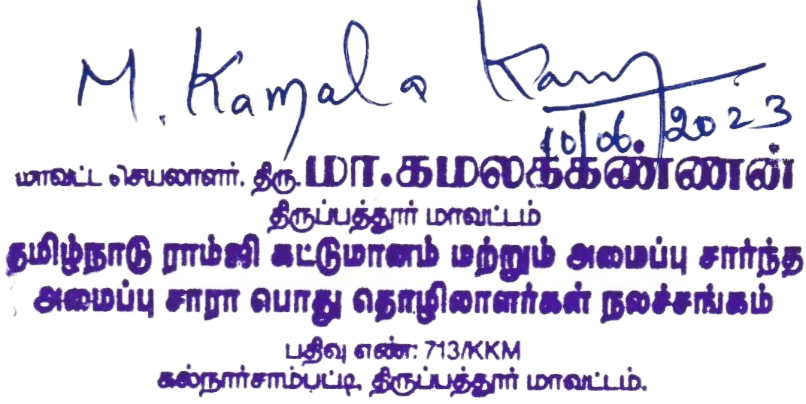 M. Kamala Kann
10/06/2023
மாவட்ட செயலாளர். திரு.மா.கமலக்கண்ணன்
திருப்பத்தூர் மாவட்டம்
தமிழ்நாடு ராம்ஜி கட்டுமானம் மற்றும் அமைப்பு சார்ந்த
அமைப்பு சாரா பொது தொழிலாளர்கள் நலச்சங்கம்
பதிவு எண்: 713/KKM
கல்நார்சாம்பட்டி, திருப்பத்தூர் மாவட்டம்.